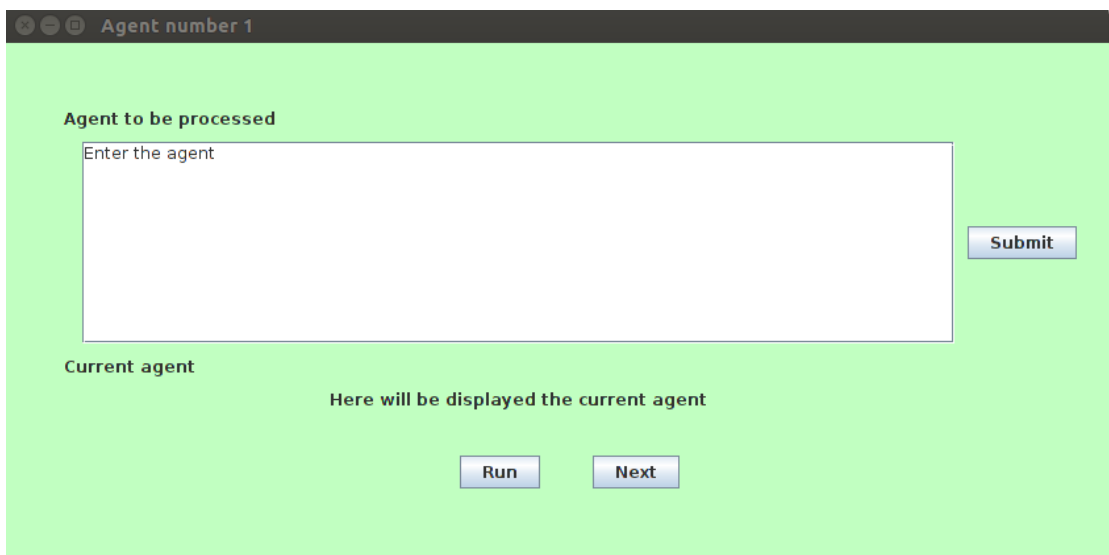 Agent number 1
Agent to be processed
Enter the agent
Submit
Current agent
Here will be displayed the current agent
Run Next